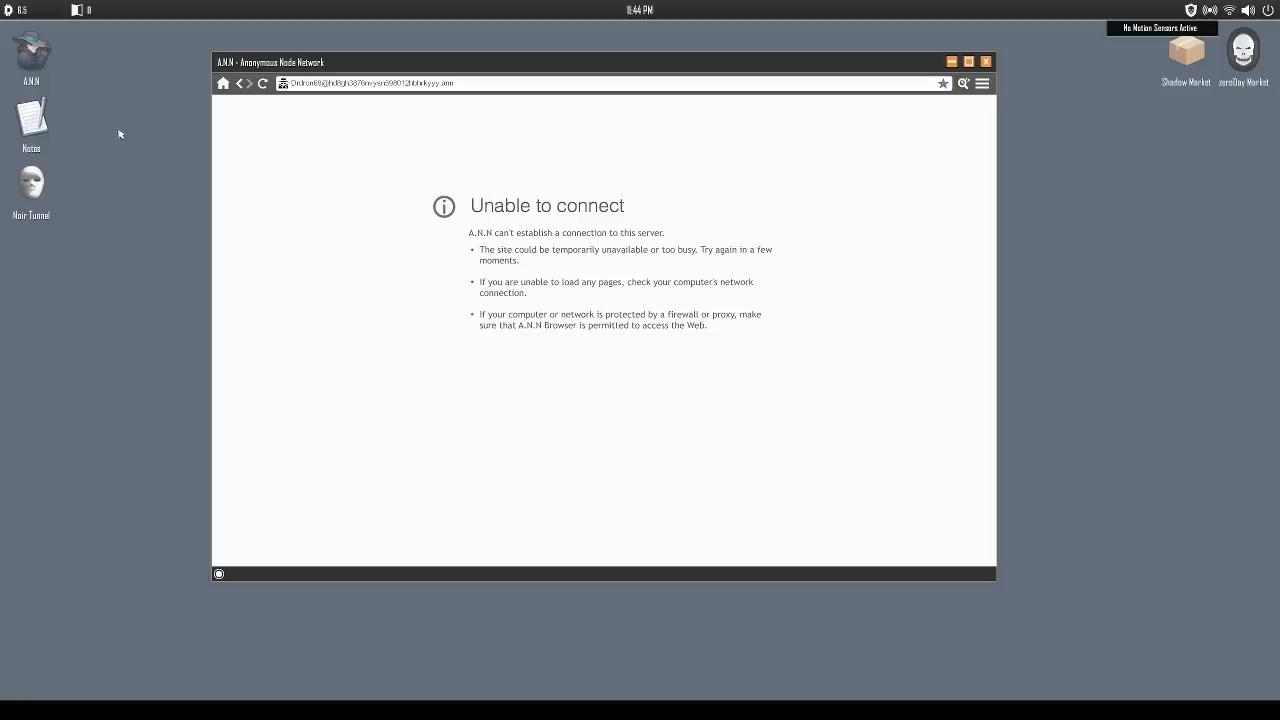 6.5
0
11:44 PM
No Motion Sensors Active
A.N.N
Notes
Noir Tunnel
Shadow Market
zeroDay Market
A.N.N - Anonymous Node Network
Unable to connect
A.N.N can't establish a connection to this server.
• The site could be temporarily unavailable or too busy. Try again in a few
moments.
• If you are unable to load any pages, check your computer's network
connection.
• If your computer or network is protected by a firewall or proxy, make
sure that A.N.N Browser is permitted to access the Web.